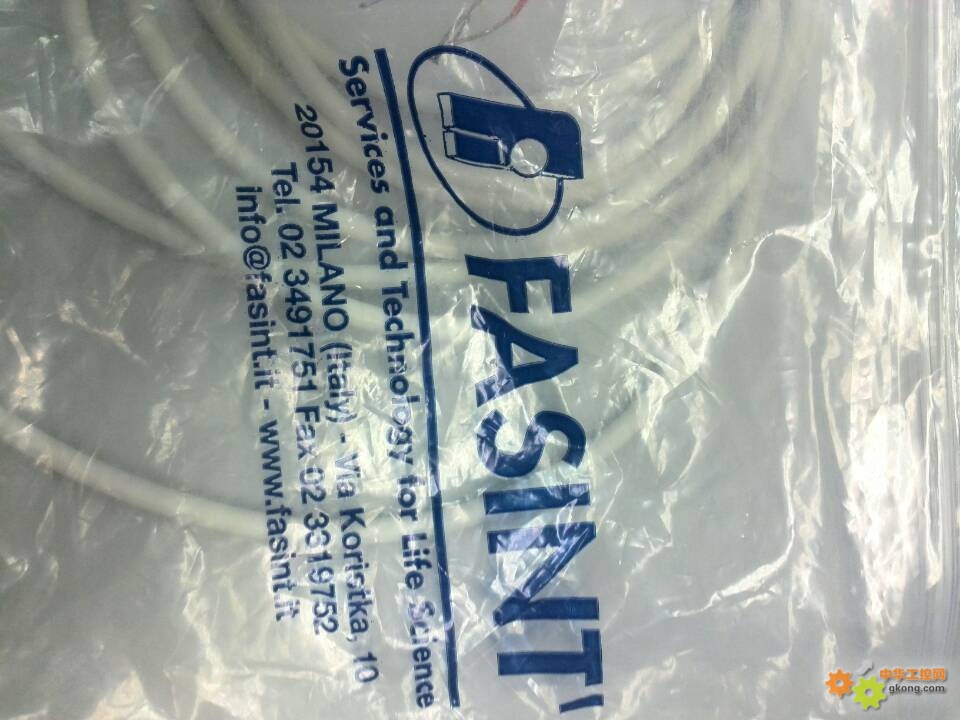 FASINT
Services and Technology for Life Science
20154 MILANO (Italy) - Via Koristka, 10
Tel. 02 3491751 Fax 02 3319752
info@fasint.it - www.fasint.it
中华工控网
gkong.com